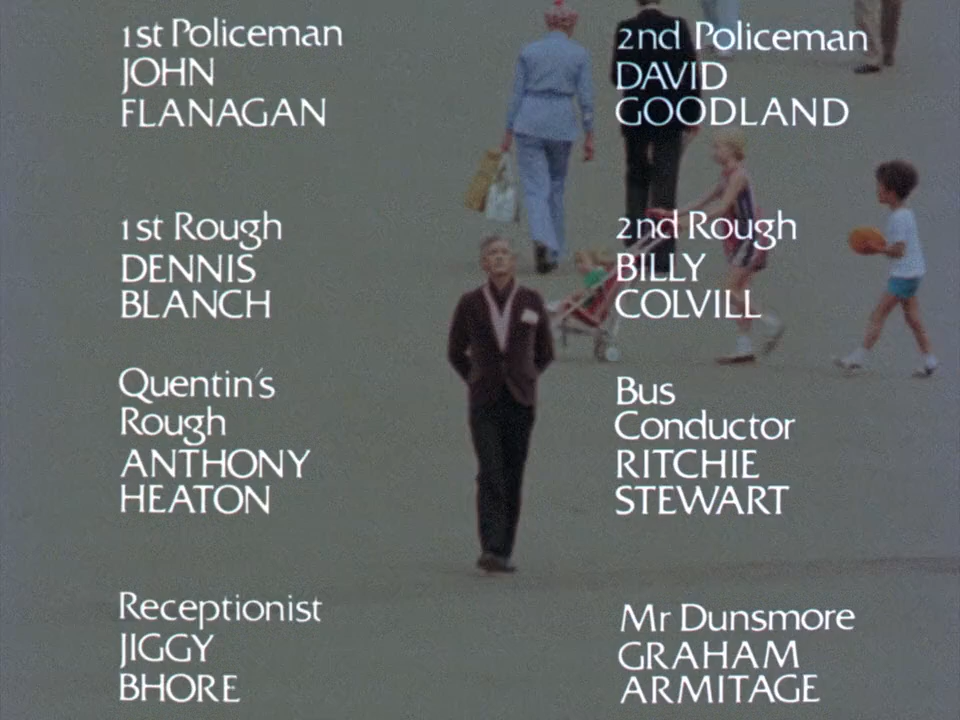 1st Policeman
JOHN
FLANAGAN
2nd Policeman
DAVID
GOODLAND
1st Rough
DENNIS
BLANCH
2nd Rough
BILLY
COLVILL
Quentin's
Rough
ANTHONY
HEATON
Bus
Conductor
RITCHIE
STEWART
Receptionist
JIGGY
BHORE
Mr Dunsmore
GRAHAM
ARMITAGE